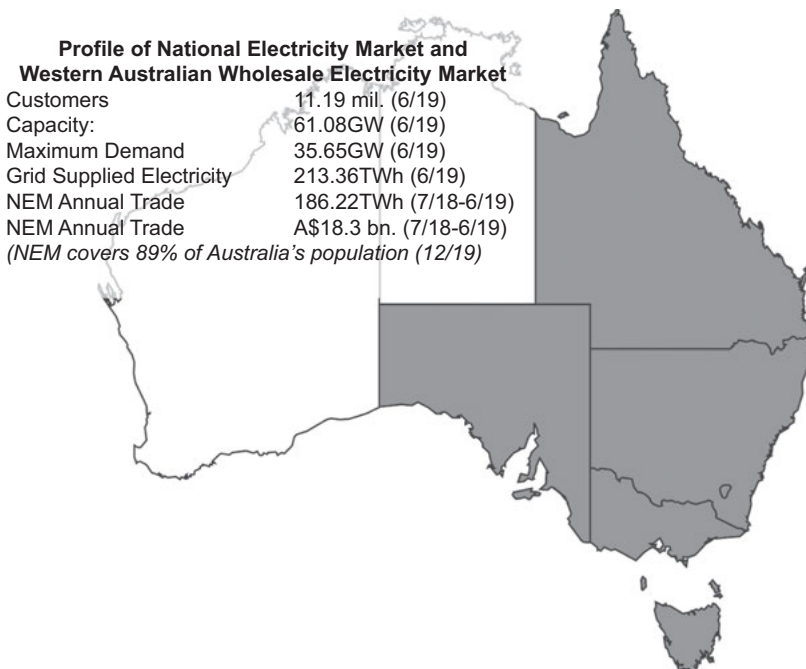 Profile of National Electricity Market and
Western Australian Wholesale Electricity Market
Customers 11.19 mil. (6/19)
Capacity: 61.08GW (6/19)
Maximum Demand 35.65GW (6/19)
Grid Supplied Electricity 213.36TWh (6/19)
NEM Annual Trade 186.22TWh (7/18-6/19)
NEM Annual Trade A$18.3 bn. (7/18-6/19)
(NEM covers 89% of Australia's population (12/19)